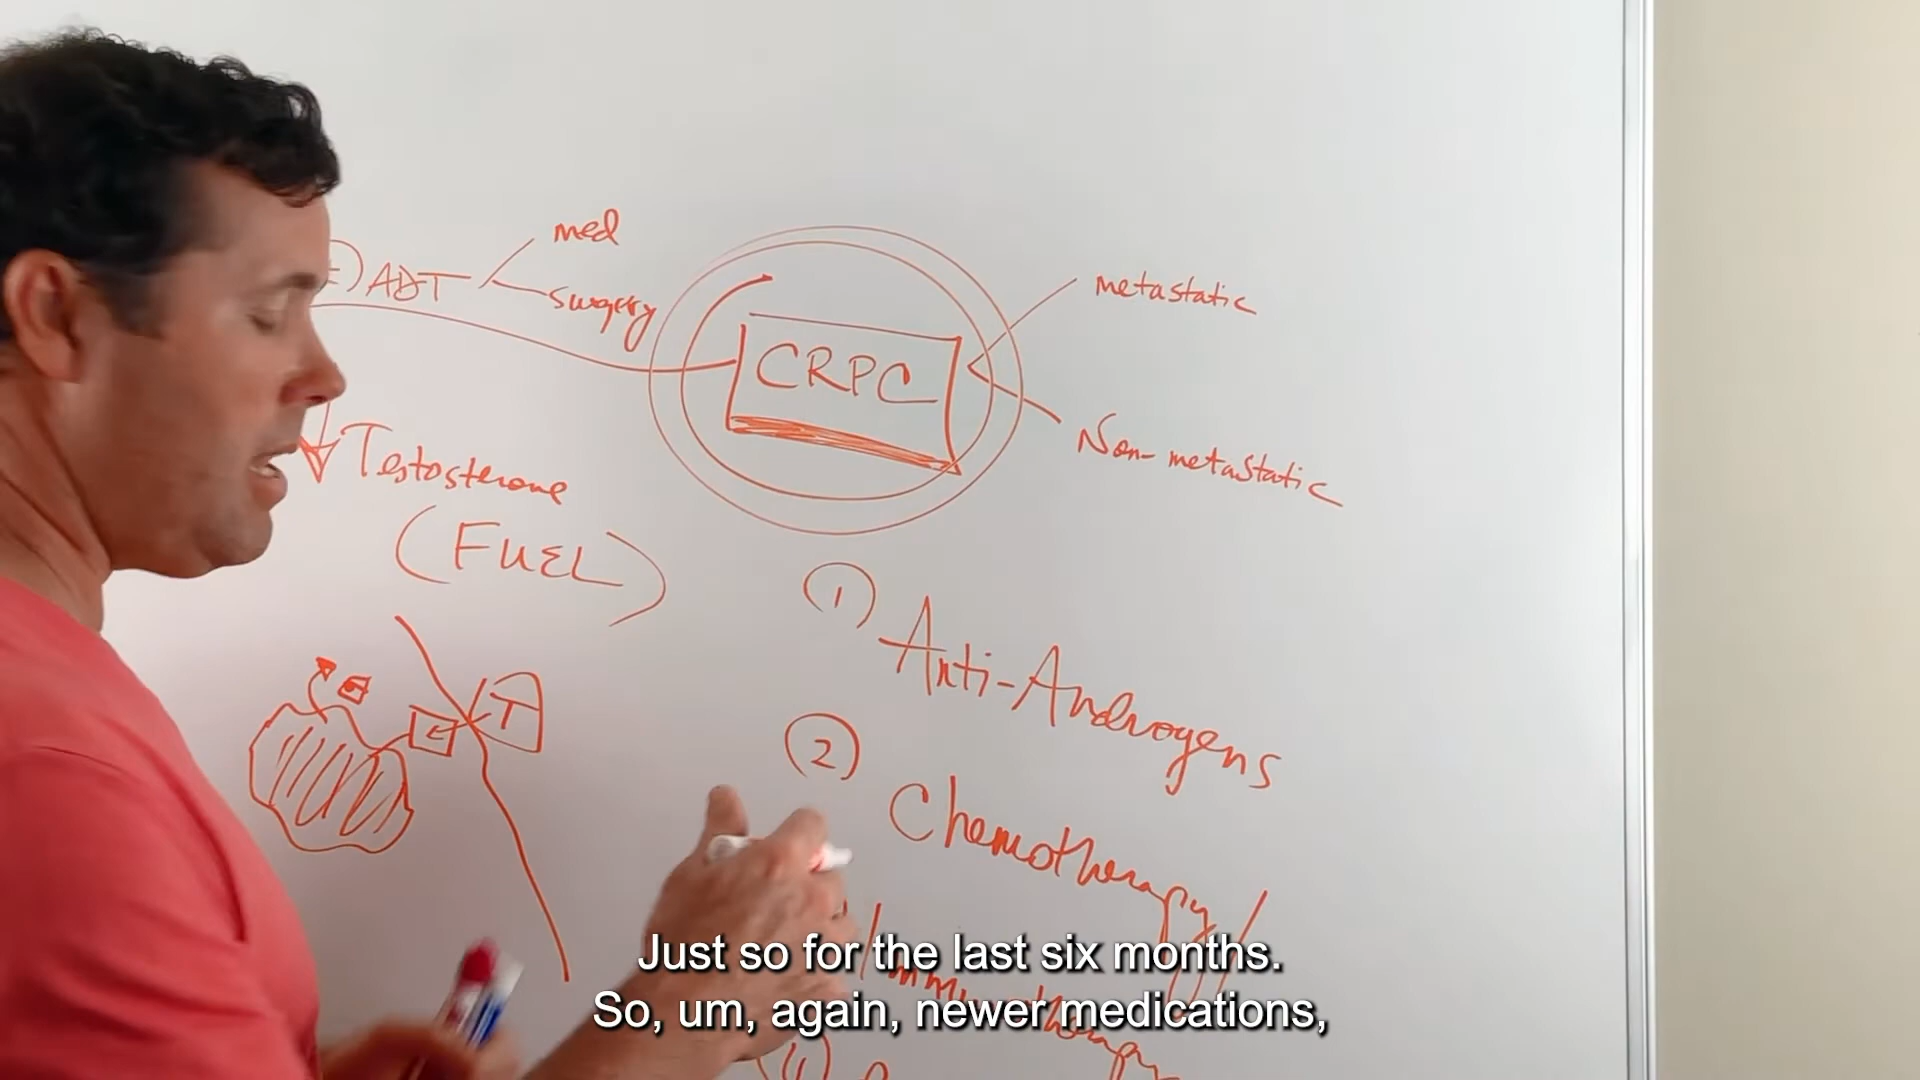 ADT
med
surgery
CRPC
metastatic
Non-metastatic
Testosterone
(FUEL)
T
1
Anti-Androgens
2
Chemotherapy/
Just so for the last six months.
So, um, again, newer medications,